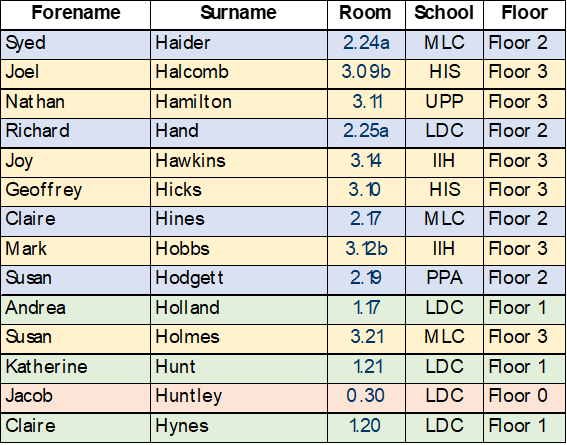 Forename Surname Room School Floor
Syed Haider 2.24a MLC Floor 2
Joel Halcomb 3.09b HIS Floor 3
Nathan Hamilton 3.11 UPP Floor 3
Richard Hand 2.25a LDC Floor 2
Joy Hawkins 3.14 IIH Floor 3
Geoffrey Hicks 3.10 HIS Floor 3
Claire Hines 2.17 MLC Floor 2
Mark Hobbs 3.12b IIH Floor 3
Susan Hodgett 2.19 PPA Floor 2
Andrea Holland 1.17 LDC Floor 1
Susan Holmes 3.21 MLC Floor 3
Katherine Hunt 1.21 LDC Floor 1
Jacob Huntley 0.30 LDC Floor 0
Claire Hynes 1.20 LDC Floor 1